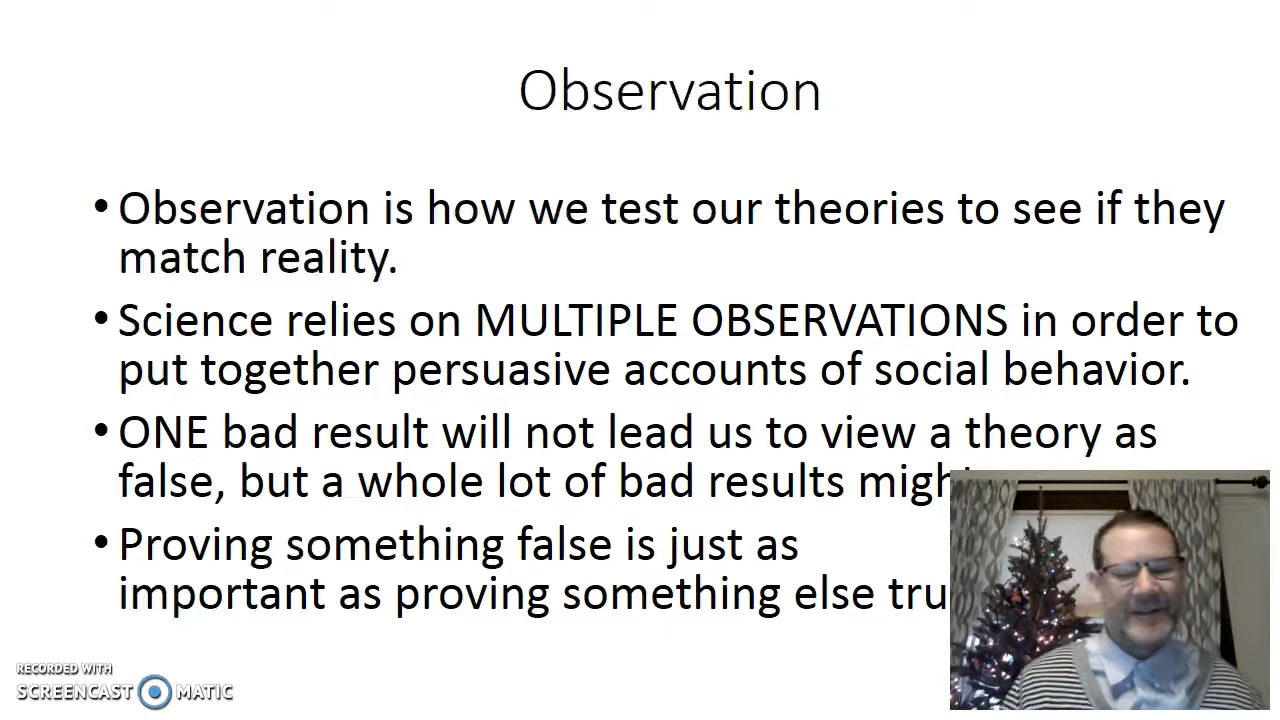 Observation
• Observation is how we test our theories to see if they
match reality.
• Science relies on MULTIPLE OBSERVATIONS in order to
put together persuasive accounts of social behavior.
• ONE bad result will not lead us to view a theory as
false, but a whole lot of bad results
• Proving something false is just as
important as proving something else
RECORDED WITH
SCREENCAST MATIC